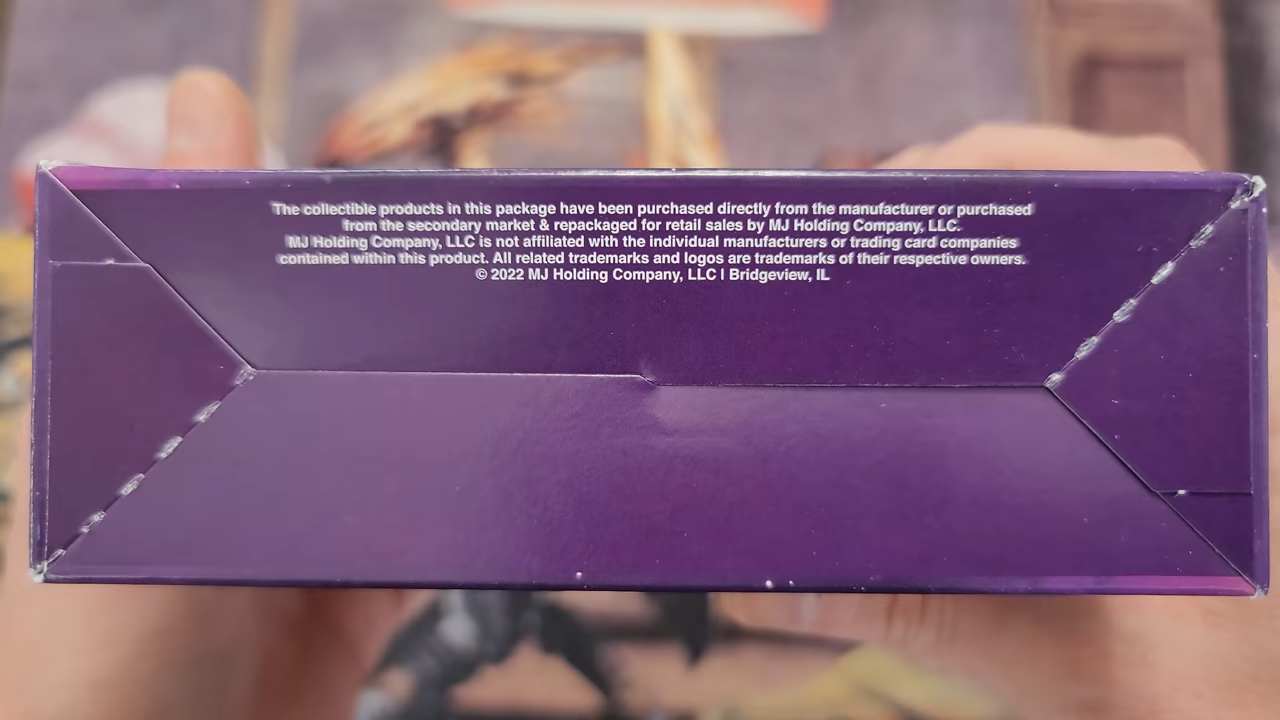 The collectible products in this package have been purchased directly from the manufacturer or purchased
from the secondary market & repackaged for retail sales by MJ Holding Company, LLC.
MJ Holding Company, LLC is not affiliated with the individual manufacturers or trading card companies
contained within this product. All related trademarks and logos are trademarks of their respective owners.
© 2022 MJ Holding Company, LLC | Bridgeview, IL